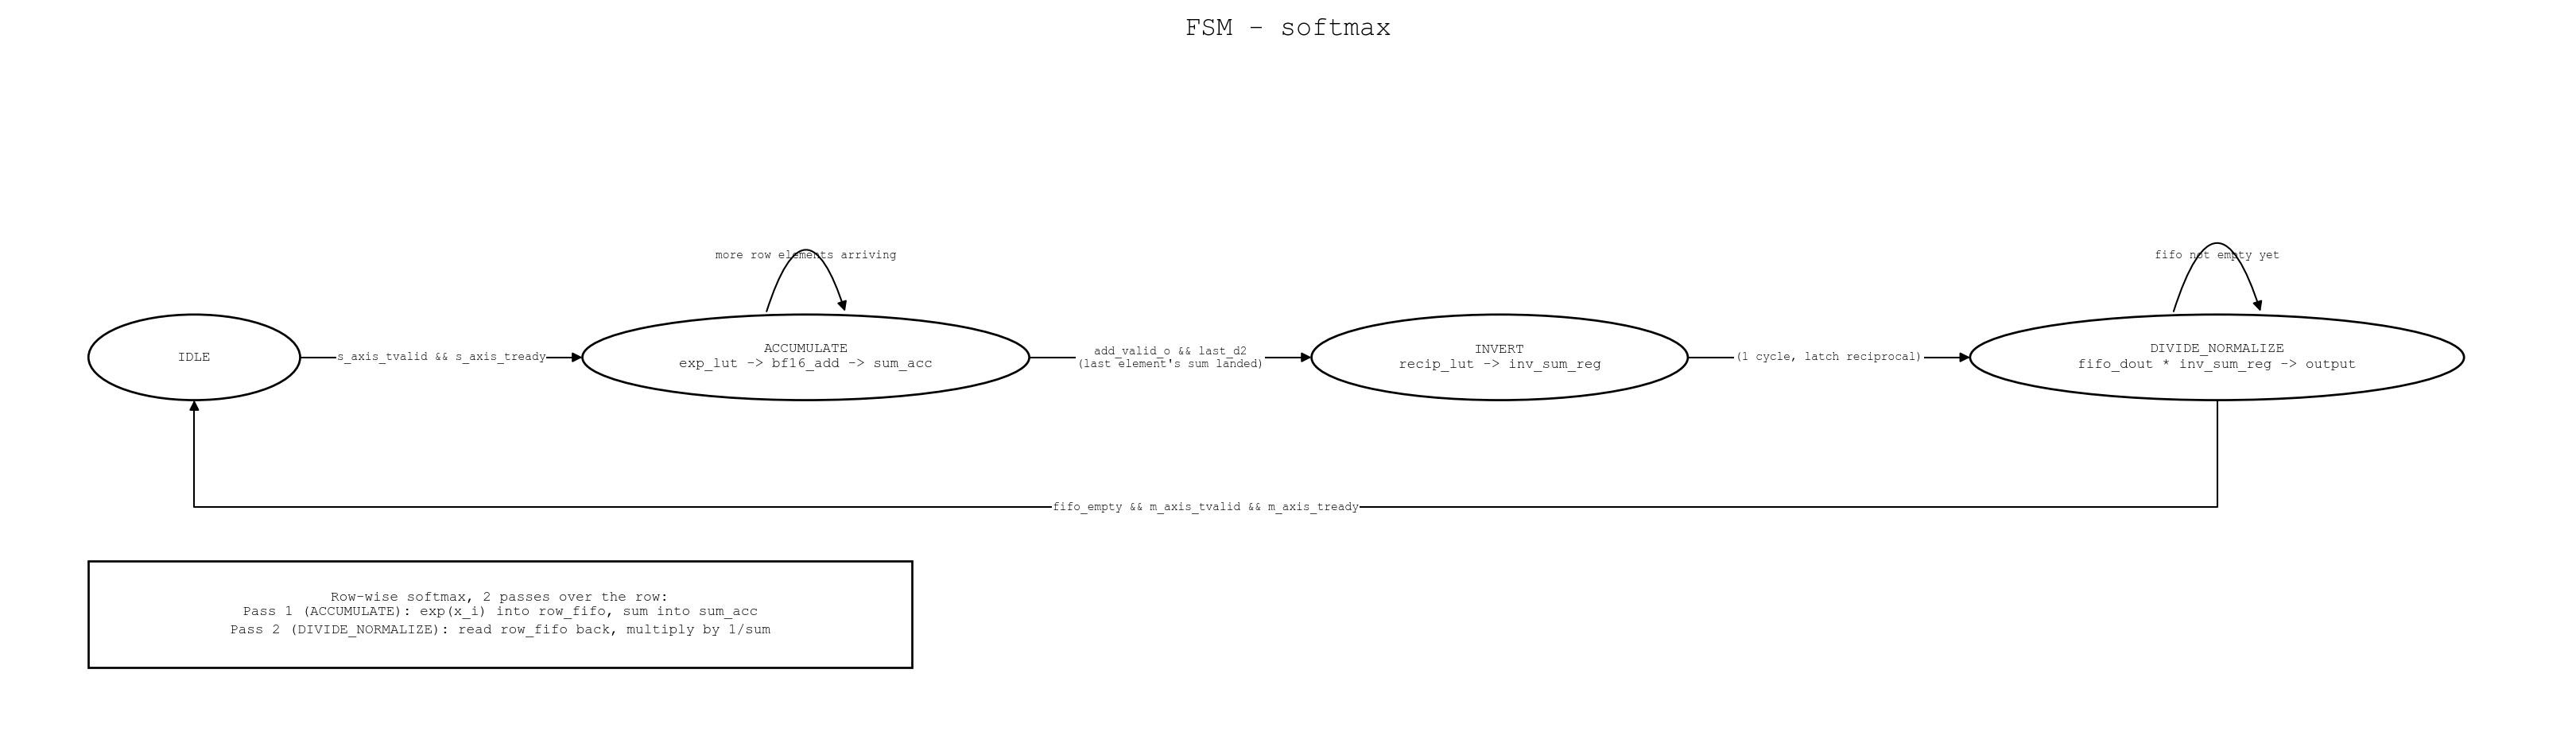 FSM - softmax
more row elements arriving
fifo not empty yet
IDLE
s_axis_tvalid && s_axis_tready
ACCUMULATE
exp_lut -> bf16_add -> sum_acc
add_valid_o && last_d2
(last element's sum landed)
INVERT
recip_lut -> inv_sum_reg
(1 cycle, latch reciprocal)
DIVIDE_NORMALIZE
fifo_dout * inv_sum_reg -> output
fifo_empty && m_axis_tvalid && m_axis_tready
Row-wise softmax, 2 passes over the row:
Pass 1 (ACCUMULATE): exp(x_i) into row_fifo, sum into sum_acc
Pass 2 (DIVIDE_NORMALIZE): read row_fifo back, multiply by 1/sum